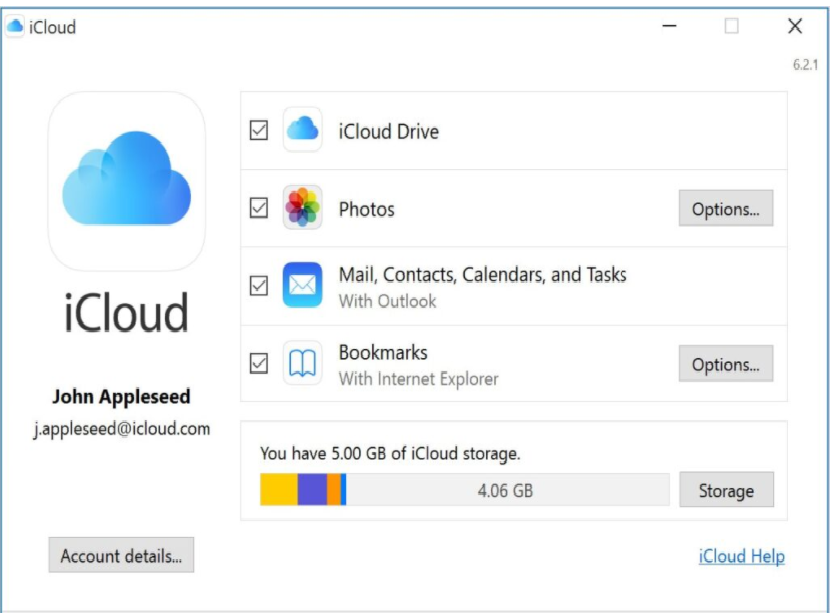 iCloud
6.2.1
iCloud Drive
Photos
Options...
Mail, Contacts, Calendars, and Tasks
With Outlook
Bookmarks
With Internet Explorer
Options...
iCloud
John Appleseed
j.appleseed@icloud.com
You have 5.00 GB of iCloud storage.
4.06 GB
Storage
Account details...
iCloud Help